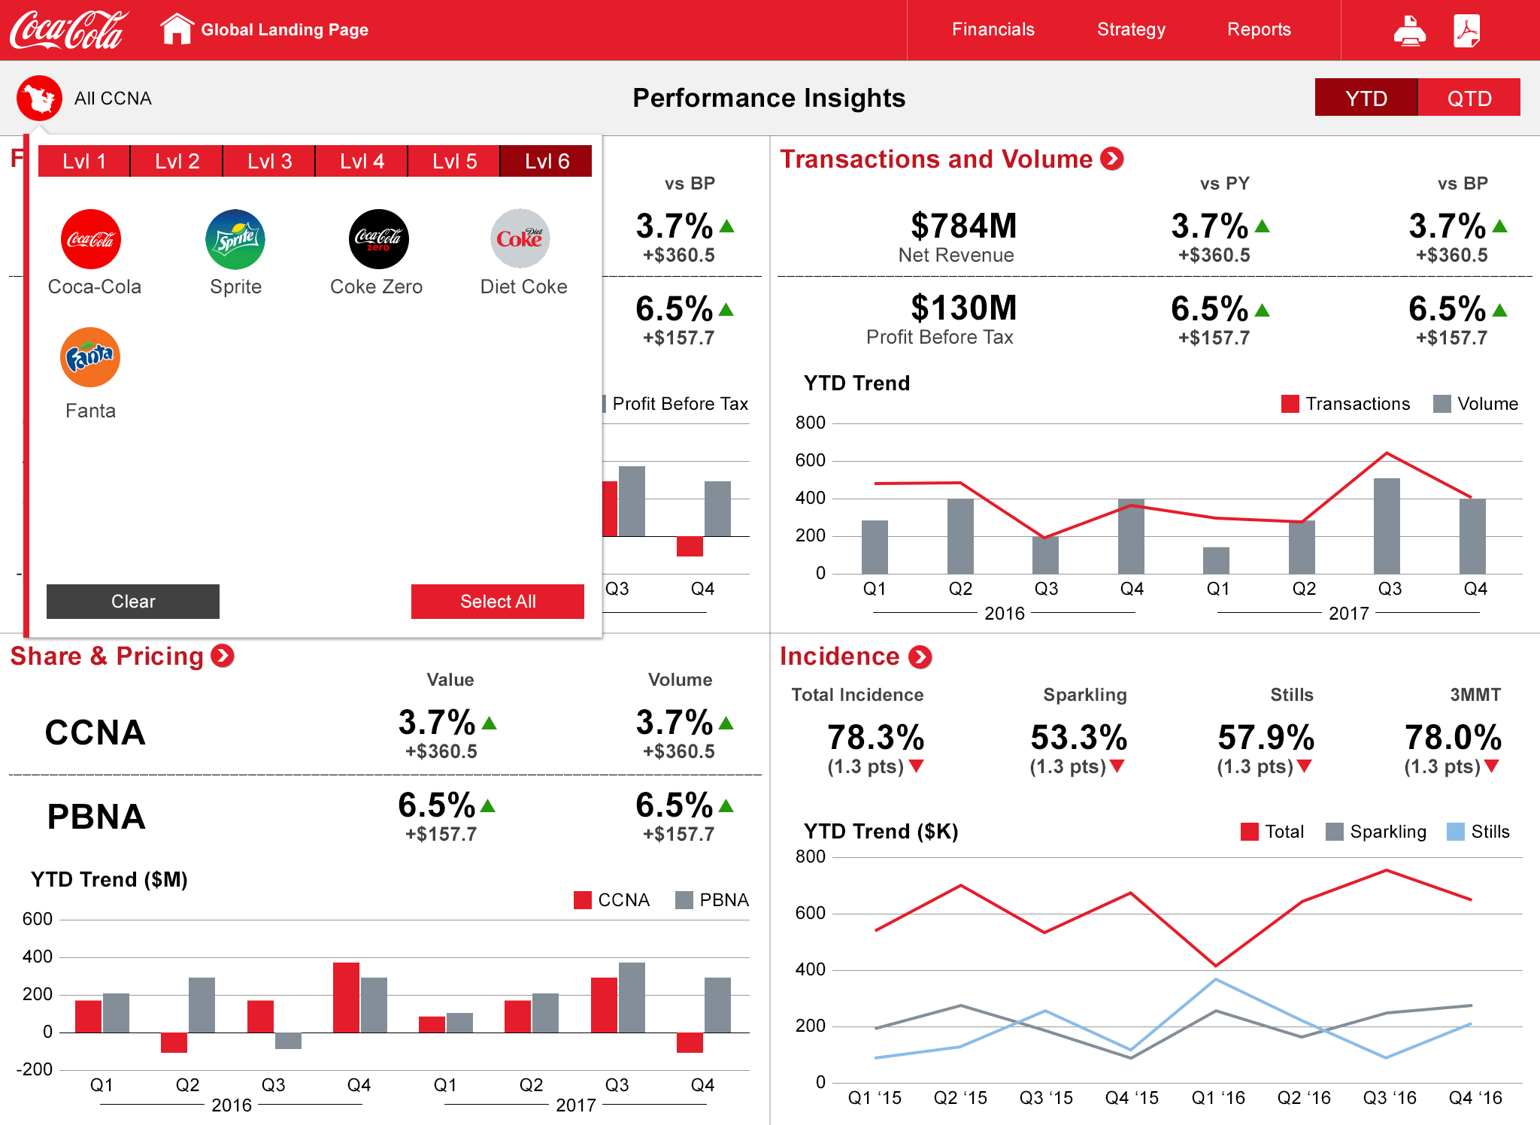 Coca-Cola
Global Landing Page
Financials
Strategy
Reports
All CCNA
Performance Insights
YTD
QTD
F
Lvl 1
Lvl 2
Lvl 3
Lvl 4
Lvl 5
Lvl 6
Coca-Cola
Sprite
Coca-Cola
zero
Diet
Coke
Coca-Cola
Sprite
Coke Zero
Diet Coke
Fanta
Fanta
Clear
Select All
vs BP
3.7%
+$360.5
6.5%
+$157.7
Profit Before Tax
-
Q3
Q4
Transactions and Volume
vs PY
vs BP
$784M
Net Revenue
3.7%
+$360.5
3.7%
+$360.5
$130M
Profit Before Tax
6.5%
+$157.7
6.5%
+$157.7
YTD Trend
Transactions
Volume
800
600
400
200
0
Q1
Q2
Q3
Q4
Q1
Q2
Q3
Q4
2016
2017
Share & Pricing
Value
Volume
CCNA
3.7%
+$360.5
3.7%
+$360.5
PBNA
6.5%
+$157.7
6.5%
+$157.7
YTD Trend ($M)
CCNA
PBNA
600
400
200
0
-200
Q1
Q2
Q3
Q4
Q1
Q2
Q3
Q4
2016
2017
Incidence
Total Incidence
Sparkling
Stills
3MMT
78.3%
(1.3 pts)
53.3%
(1.3 pts)
57.9%
(1.3 pts)
78.0%
(1.3 pts)
YTD Trend ($K)
Total
Sparkling
Stills
800
600
400
200
0
Q1 ‘15
Q2 ‘15
Q3 ‘15
Q4 ‘15
Q1 ‘16
Q2 ‘16
Q3 ‘16
Q4 ‘16